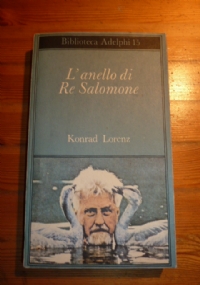 Biblioteca Adelphi 15
L'anello di
Re Salomone
Konrad Lorenz